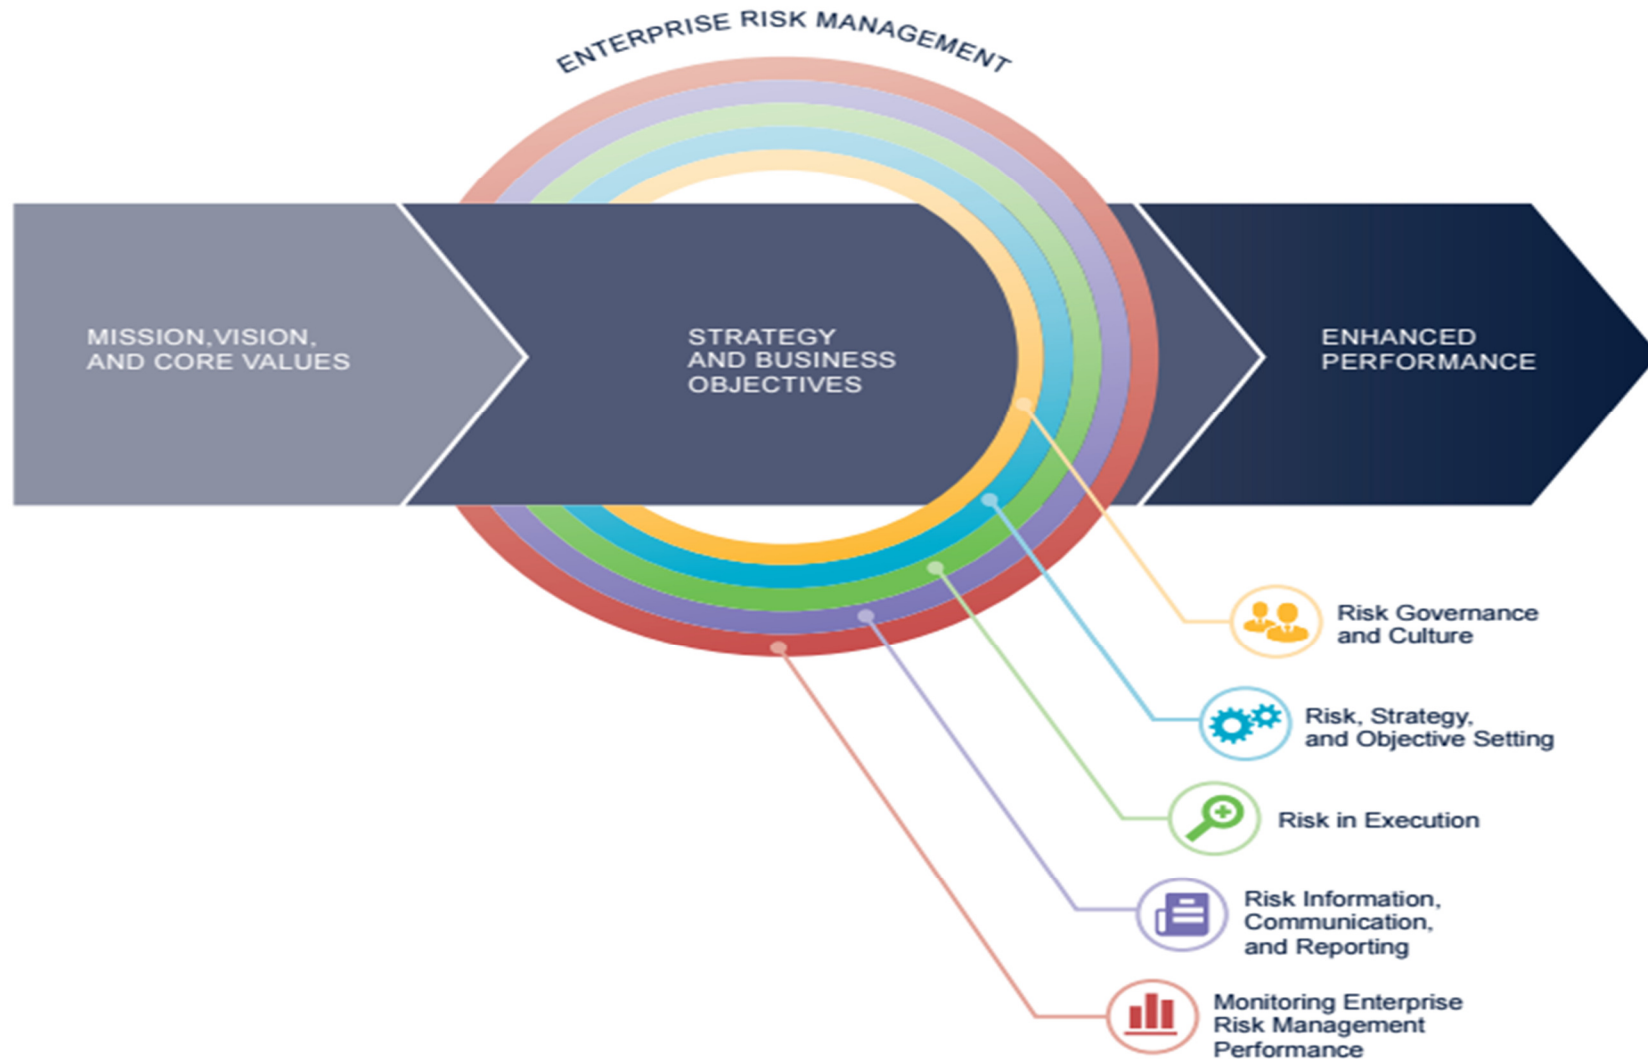 ENTERPRISE RISK MANAGEMENT
MISSION,VISION,
AND CORE VALUES
STRATEGY
AND BUSINESS
OBJECTIVES
ENHANCED
PERFORMANCE
Risk Governance
and Culture
Risk, Strategy,
and Objective Setting
Risk in Execution
Risk Information,
Communication,
and Reporting
Monitoring Enterprise
Risk Management
Performance